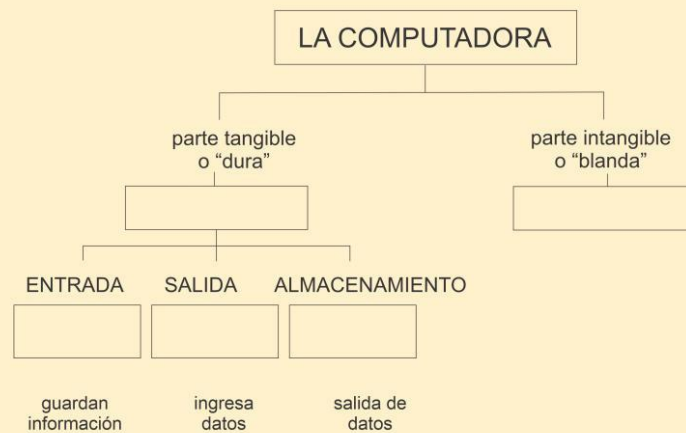 LA COMPUTADORA
parte tangible
o “dura”
parte intangible
o “blanda”
ENTRADA
SALIDA
ALMACENAMIENTO
guardan
información
ingresa
datos
salida de
datos